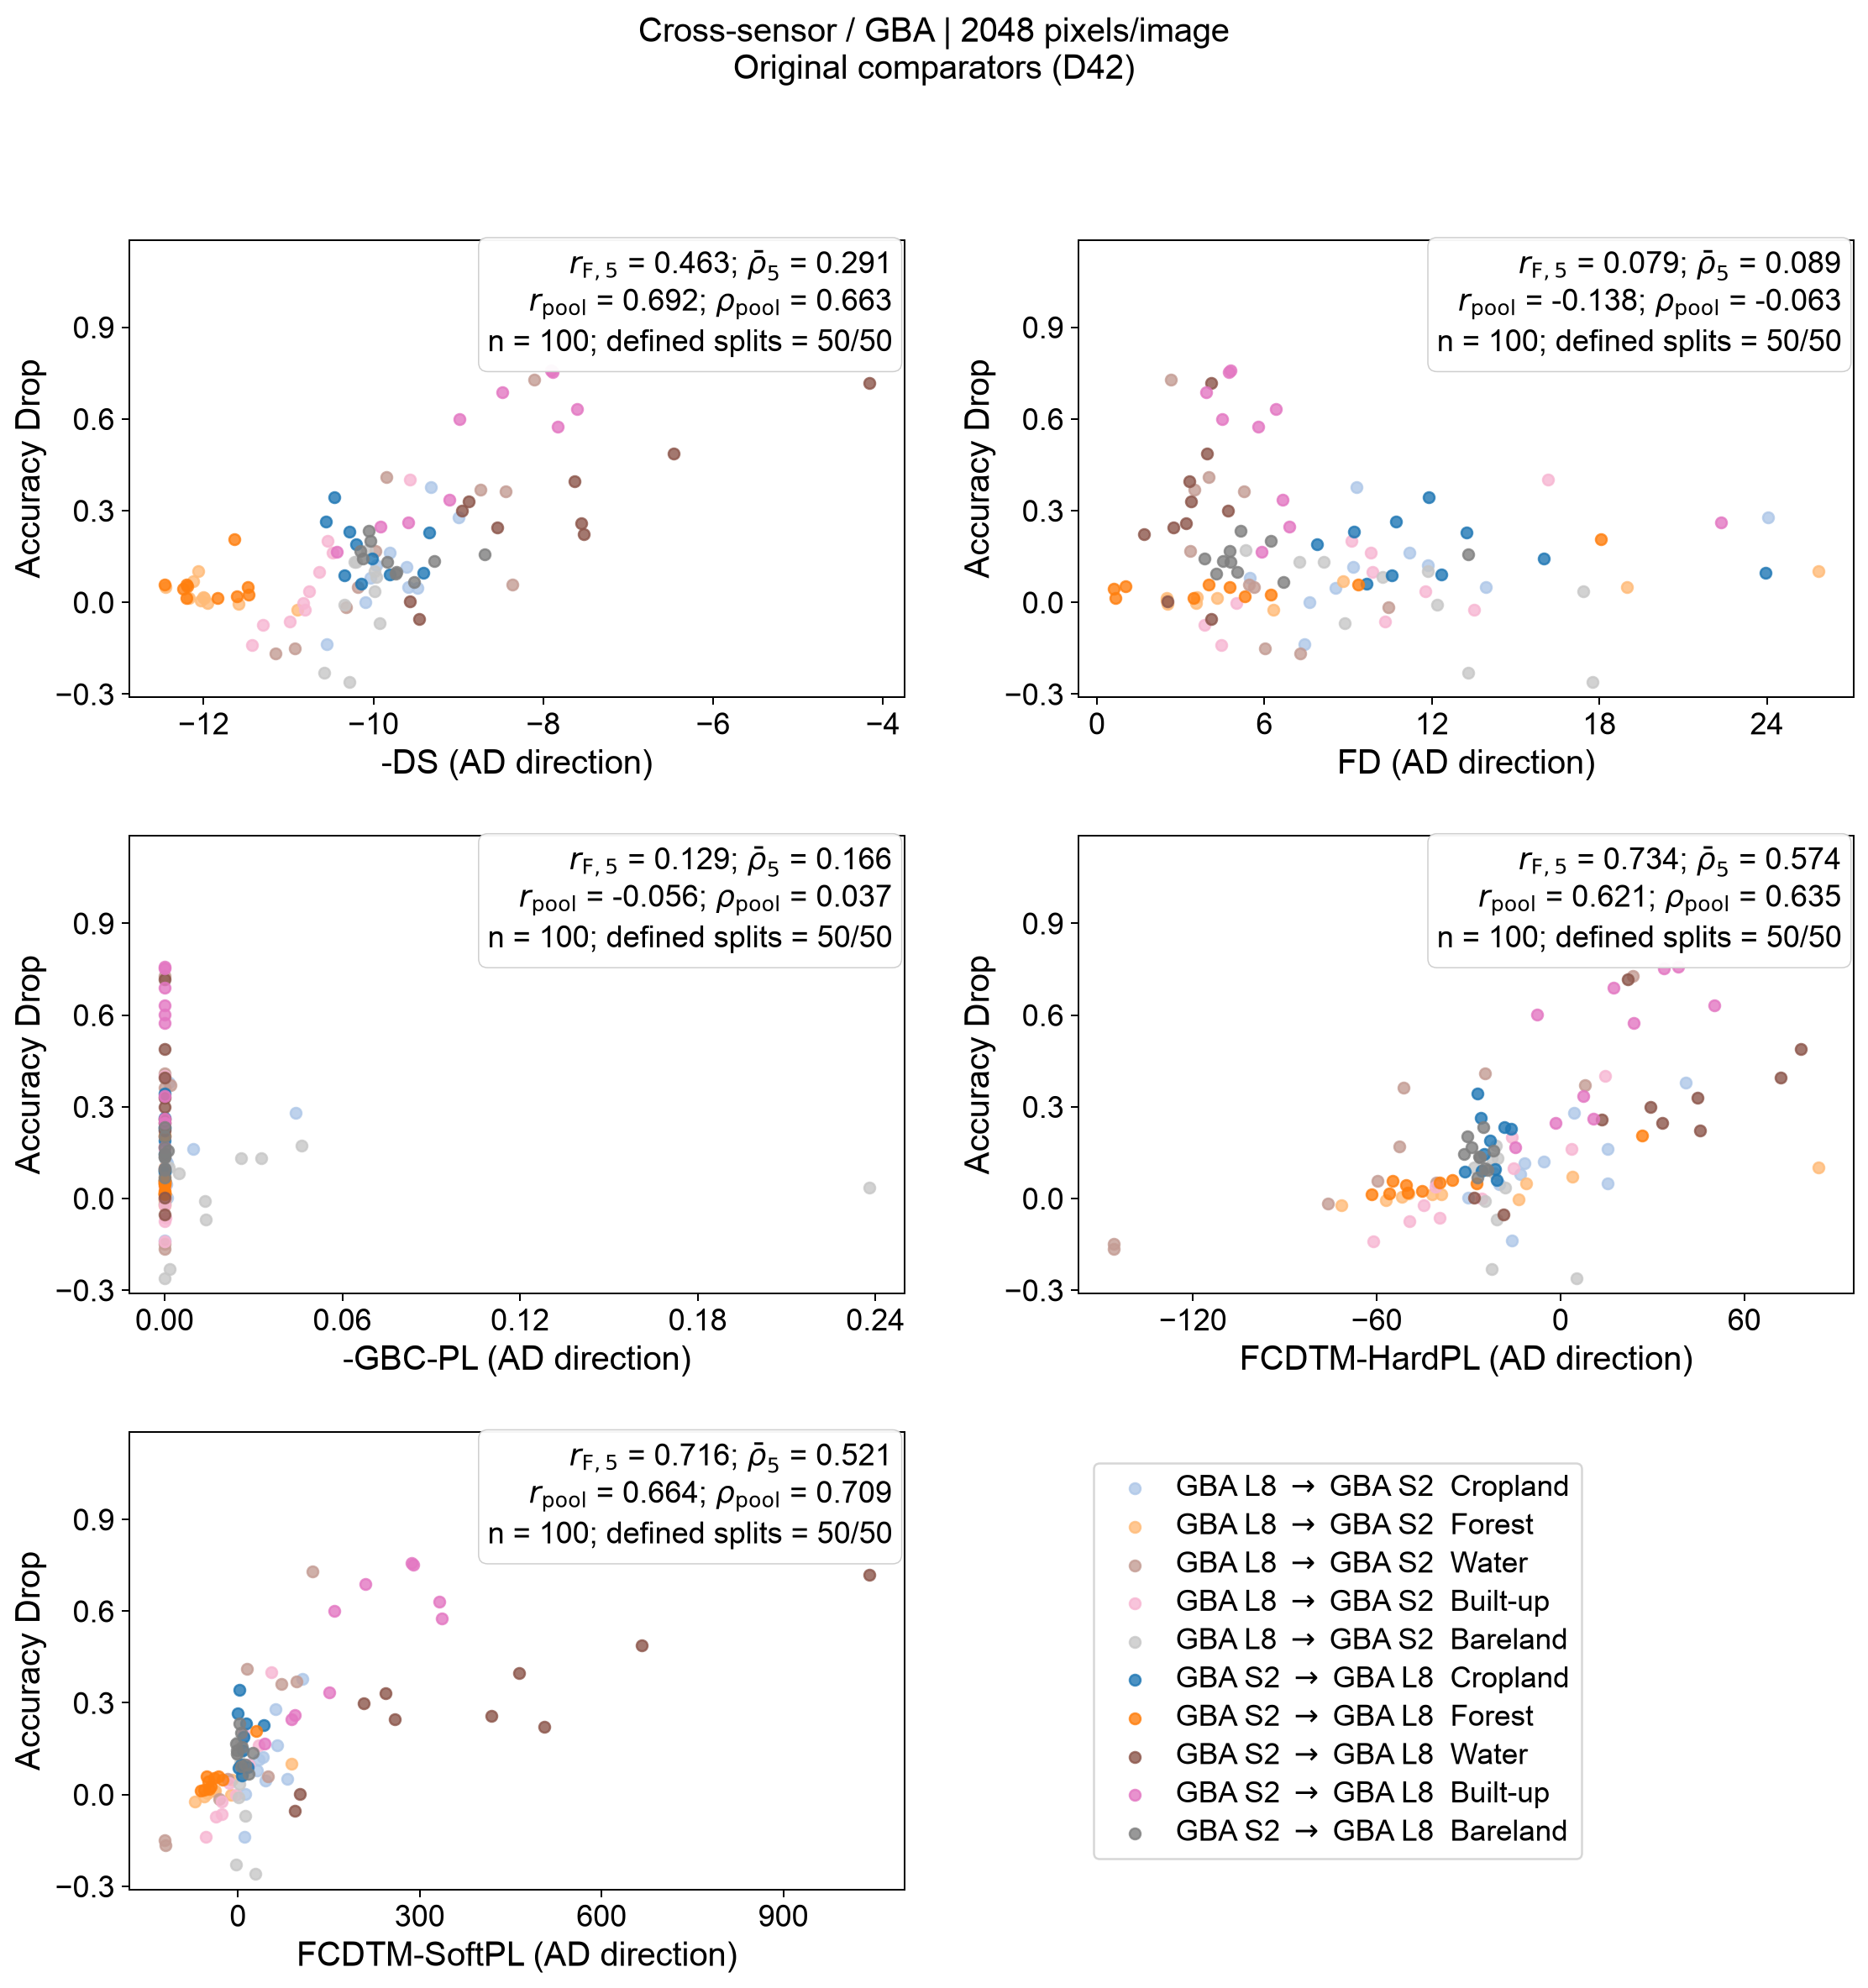 Cross-sensor / GBA | 2048 pixels/image
Original comparators (D42)
r_F,5 = 0.463; ρ̄_5 = 0.291
r_pool = 0.692; ρ_pool = 0.663
n = 100; defined splits = 50/50
Accuracy Drop
0.9
0.6
0.3
0.0
−0.3
−12 −10 −8 −6 −4
-DS (AD direction)
r_F,5 = 0.079; ρ̄_5 = 0.089
r_pool = -0.138; ρ_pool = -0.063
n = 100; defined splits = 50/50
Accuracy Drop
0.9
0.6
0.3
0.0
−0.3
0 6 12 18 24
FD (AD direction)
r_F,5 = 0.129; ρ̄_5 = 0.166
r_pool = -0.056; ρ_pool = 0.037
n = 100; defined splits = 50/50
Accuracy Drop
0.9
0.6
0.3
0.0
−0.3
0.00 0.06 0.12 0.18 0.24
-GBC-PL (AD direction)
r_F,5 = 0.734; ρ̄_5 = 0.574
r_pool = 0.621; ρ_pool = 0.635
n = 100; defined splits = 50/50
Accuracy Drop
0.9
0.6
0.3
0.0
−0.3
−120 −60 0 60
FCDTM-HardPL (AD direction)
r_F,5 = 0.716; ρ̄_5 = 0.521
r_pool = 0.664; ρ_pool = 0.709
n = 100; defined splits = 50/50
Accuracy Drop
0.9
0.6
0.3
0.0
−0.3
0 300 600 900
FCDTM-SoftPL (AD direction)
GBA L8 → GBA S2 Cropland
GBA L8 → GBA S2 Forest
GBA L8 → GBA S2 Water
GBA L8 → GBA S2 Built-up
GBA L8 → GBA S2 Bareland
GBA S2 → GBA L8 Cropland
GBA S2 → GBA L8 Forest
GBA S2 → GBA L8 Water
GBA S2 → GBA L8 Built-up
GBA S2 → GBA L8 Bareland